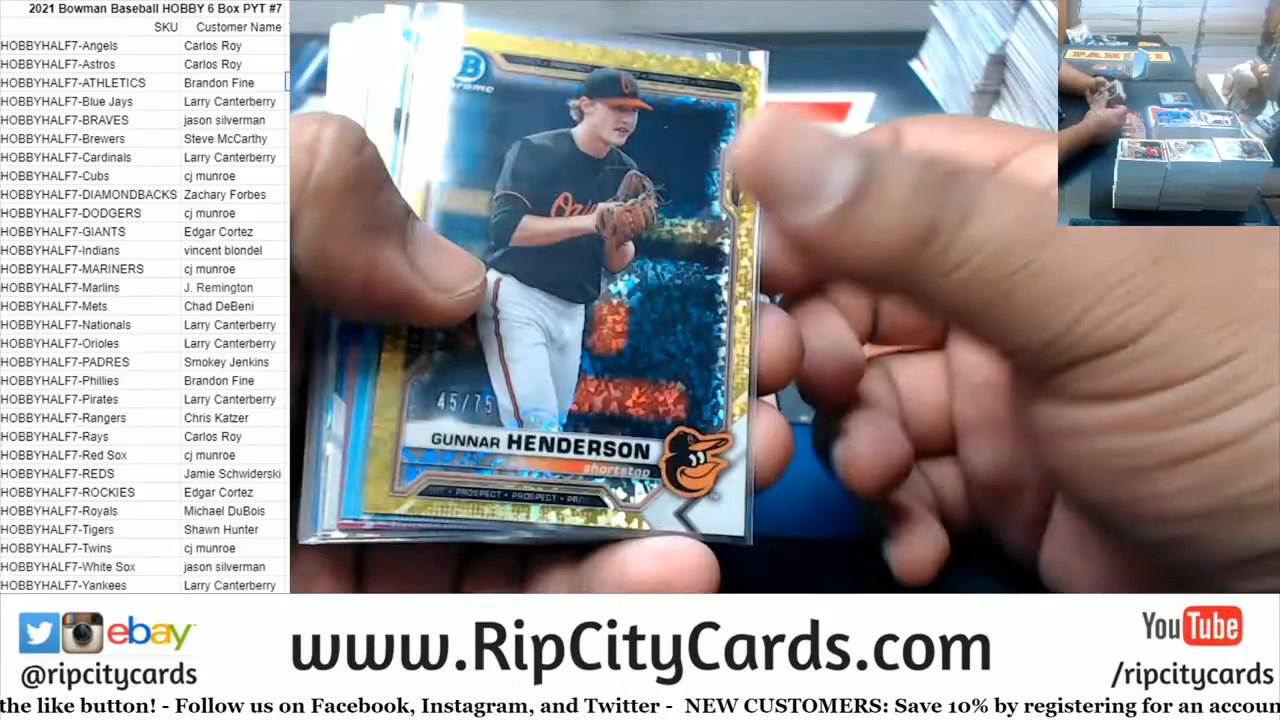 2021 Bowman Baseball HOBBY 6 Box PYT #7
SKU Customer Name
HOBBYHALF7-Angels Carlos Roy
HOBBYHALF7-Astros Carlos Roy
HOBBYHALF7-ATHLETICS Brandon Fine
HOBBYHALF7-Blue Jays Larry Canterberry
HOBBYHALF7-BRAVES jason silverman
HOBBYHALF7-Brewers Steve McCarthy
HOBBYHALF7-Cardinals Larry Canterberry
HOBBYHALF7-Cubs cj munroe
HOBBYHALF7-DIAMONDBACKS Zachary Forbes
HOBBYHALF7-DODGERS cj munroe
HOBBYHALF7-GIANTS Edgar Cortez
HOBBYHALF7-Indians vincent blondel
HOBBYHALF7-MARINERS cj munroe
HOBBYHALF7-Marlins J. Remington
HOBBYHALF7-Mets Chad DeBeni
HOBBYHALF7-Nationals Larry Canterberry
HOBBYHALF7-Orioles Larry Canterberry
HOBBYHALF7-PADRES Smokey Jenkins
HOBBYHALF7-Phillies Brandon Fine
HOBBYHALF7-Pirates Larry Canterberry
HOBBYHALF7-Rangers Chris Katzer
HOBBYHALF7-Rays Carlos Roy
HOBBYHALF7-Red Sox cj munroe
HOBBYHALF7-REDS Jamie Schwiderski
HOBBYHALF7-ROCKIES Edgar Cortez
HOBBYHALF7-Royals Michael DuBois
HOBBYHALF7-Tigers Shawn Hunter
HOBBYHALF7-Twins cj munroe
HOBBYHALF7-White Sox jason silverman
HOBBYHALF7-Yankees Larry Canterberry
B
chrome
45/75
GUNNAR HENDERSON
shortstop
PROSPECT • PROSPECT • PR
PANINI
ebay
@ripcitycards
www.RipCityCards.com
YouTube
/ripcitycards
the like button! - Follow us on Facebook, Instagram, and Twitter - NEW CUSTOMERS: Save 10% by registering for an accoun